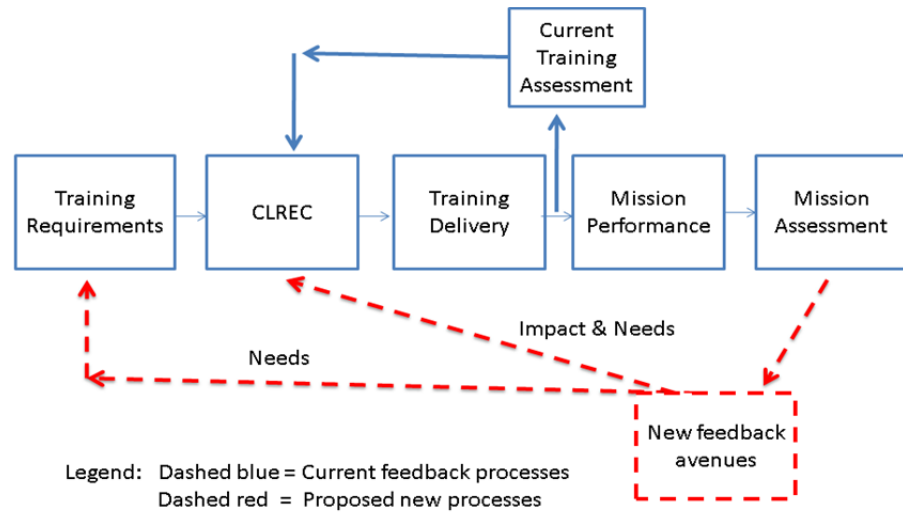 Current
Training
Assessment
Training
Requirements
CLREC
Training
Delivery
Mission
Performance
Mission
Assessment
Impact & Needs
Needs
New feedback
avenues
Legend: Dashed blue = Current feedback processes
Dashed red = Proposed new processes